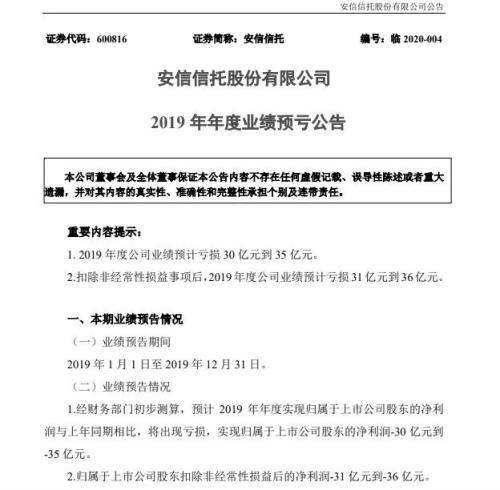 安信信托股份有限公司公告
证券代码：600816 证券简称：安信信托 编号：临 2020-004
安信信托股份有限公司
2019 年年度业绩预亏公告
本公司董事会及全体董事保证本公告内容不存在任何虚假记载、误导性陈述或者重大
遗漏，并对其内容的真实性、准确性和完整性承担个别及连带责任。
重要内容提示：
1. 2019 年度公司业绩预计亏损 30 亿元到 35 亿元。
2.扣除非经常性损益事项后，2019 年度公司业绩预计亏损 31 亿元到 36 亿元。
一、本期业绩预告情况
（一）业绩预告期间
2019 年 1 月 1 日至 2019 年 12 月 31 日。
（二）业绩预告情况
1.经财务部门初步测算，预计 2019 年年度实现归属于上市公司股东的净利
润与上年同期相比，将出现亏损，实现归属于上市公司股东的净利润-30 亿元到
-35 亿元。
2.归属于上市公司股东扣除非经常性损益后的净利润-31 亿元到-36 亿元。